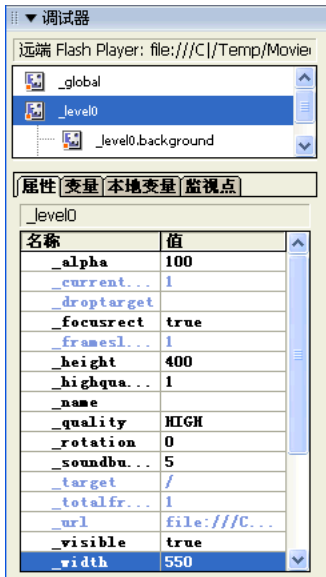 调试器
远端 Flash Player: file:///C|/Temp/Movie
_global
_level0
_level0.background
属性 变量 本地变量 监视点
_level0
名称 值
_alpha 100
_current... 1
_droptarget
_focusrect true
_framesl... 1
_height 400
_highqua... 1
_name
_quality HIGH
_rotation 0
_soundbu... 5
_target /
_totalfr... 1
_url file:///C...
_visible true
_width 550